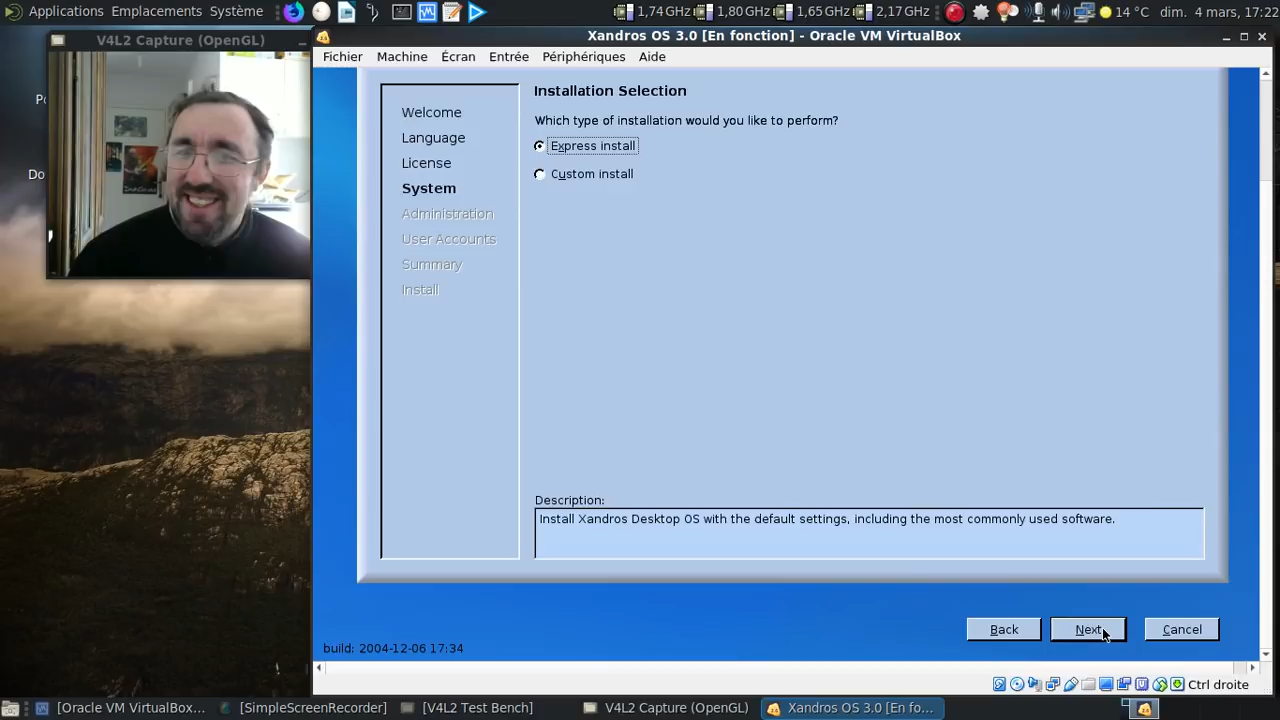 Applications Emplacements Système
1,74 GHz 1,80 GHz 1,65 GHz 2,17 GHz 14 °C dim. 4 mars, 17:22
V4L2 Capture (OpenGL)
Xandros OS 3.0 [En fonction] - Oracle VM VirtualBox
Fichier Machine Écran Entrée Périphériques Aide
Welcome
Language
License
System
Administration
User Accounts
Summary
Install
Installation Selection
Which type of installation would you like to perform?
Express install
Custom install
Description:
Install Xandros Desktop OS with the default settings, including the most commonly used software.
Back Next Cancel
build: 2004-12-06 17:34
Ctrl droite
[Oracle VM VirtualBox... [SimpleScreenRecorder] [V4L2 Test Bench] V4L2 Capture (OpenGL) Xandros OS 3.0 [En fo...